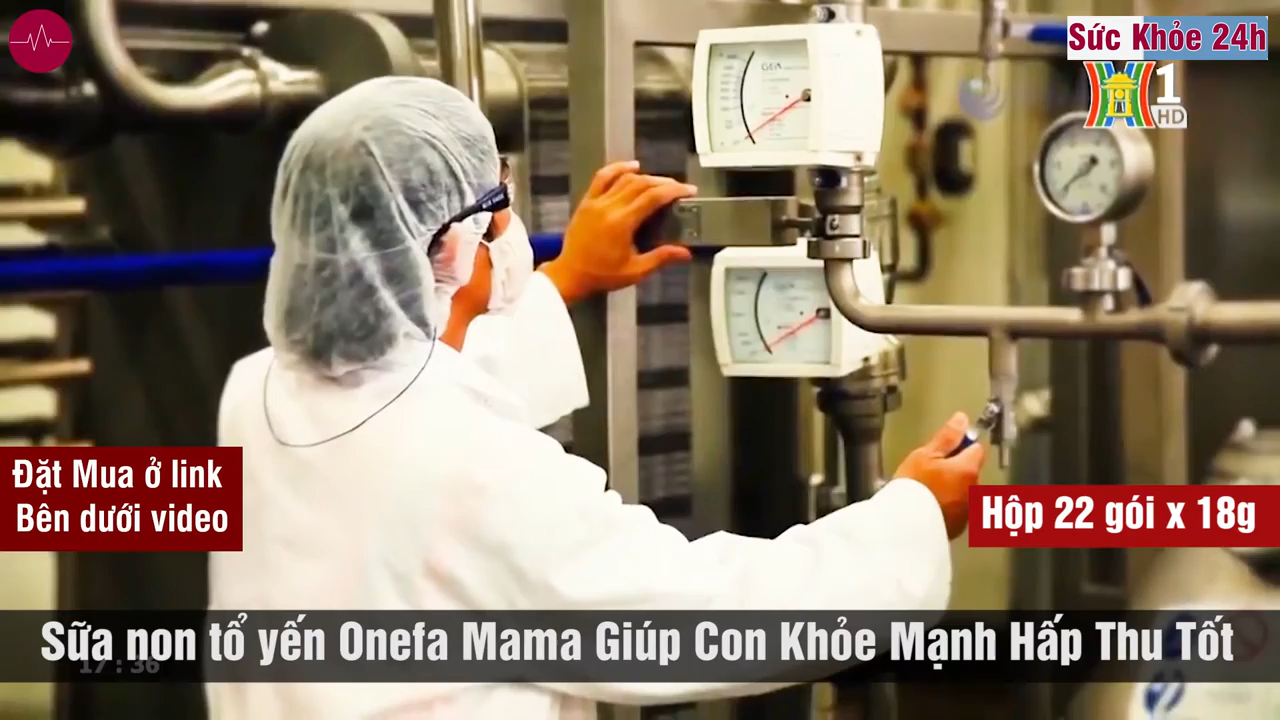 Sức Khỏe 24h
1
HD
GEA
Đặt Mua ở link
Bên dưới video
Hộp 22 gói x 18g
Sữa non tổ yến Onefa Mama Giúp Con Khỏe Mạnh Hấp Thu Tốt
17:36